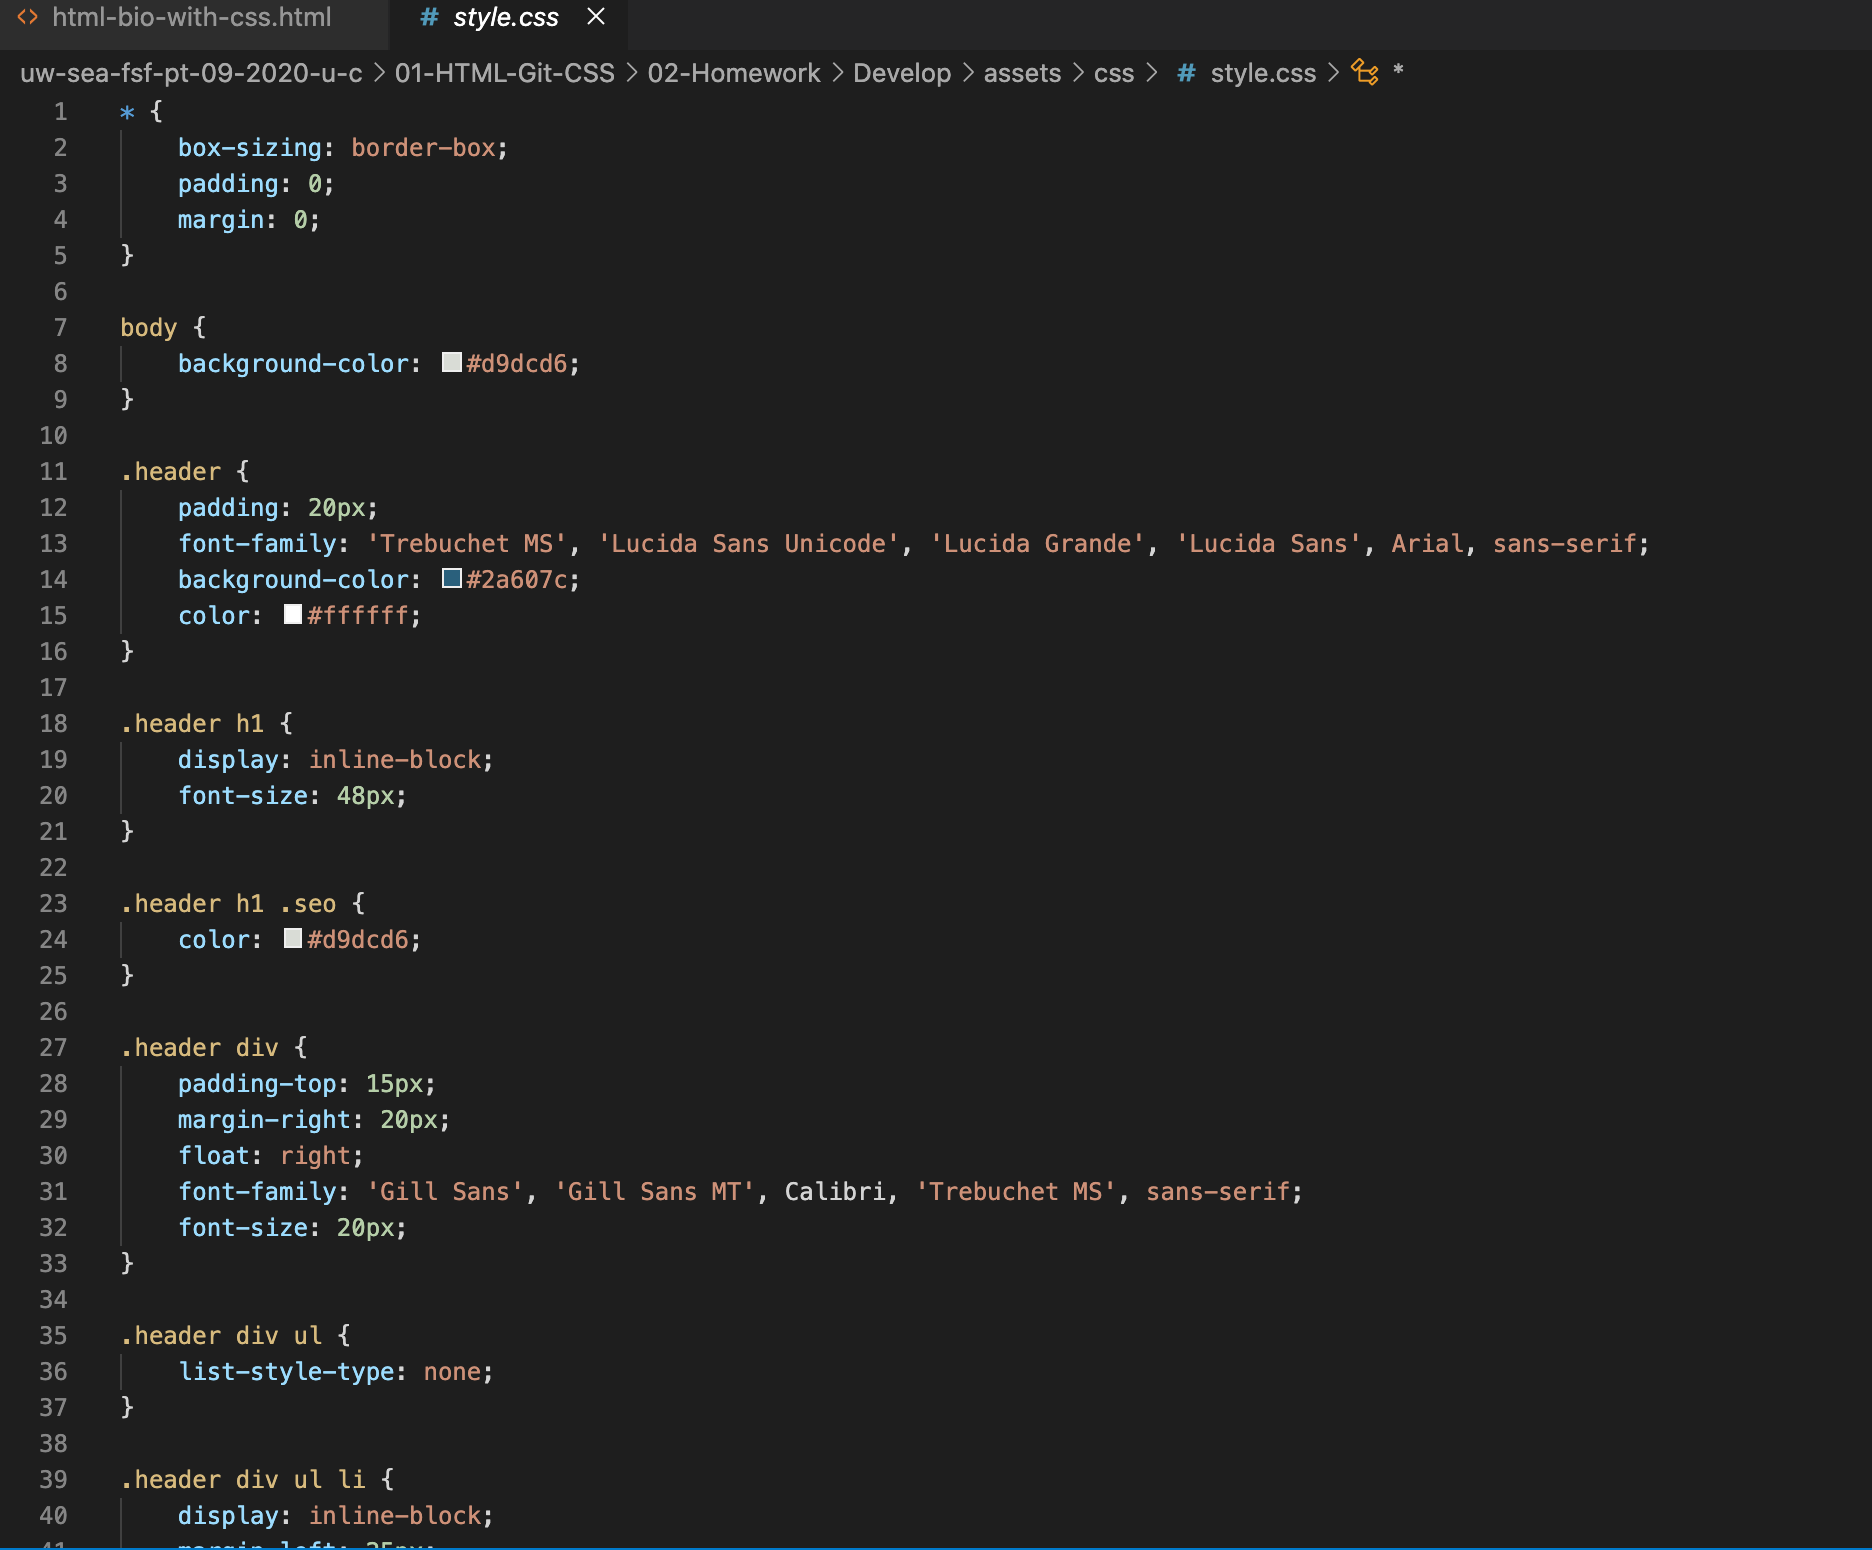 <> html-bio-with-css.html # style.css ×
uw-sea-fsf-pt-09-2020-u-c > 01-HTML-Git-CSS > 02-Homework > Develop > assets > css > # style.css > *
1 * {
2 box-sizing: border-box;
3 padding: 0;
4 margin: 0;
5 }
6
7 body {
8 background-color: #d9dcd6;
9 }
10
11 .header {
12 padding: 20px;
13 font-family: 'Trebuchet MS', 'Lucida Sans Unicode', 'Lucida Grande', 'Lucida Sans', Arial, sans-serif;
14 background-color: #2a607c;
15 color: #ffffff;
16 }
17
18 .header h1 {
19 display: inline-block;
20 font-size: 48px;
21 }
22
23 .header h1 .seo {
24 color: #d9dcd6;
25 }
26
27 .header div {
28 padding-top: 15px;
29 margin-right: 20px;
30 float: right;
31 font-family: 'Gill Sans', 'Gill Sans MT', Calibri, 'Trebuchet MS', sans-serif;
32 font-size: 20px;
33 }
34
35 .header div ul {
36 list-style-type: none;
37 }
38
39 .header div ul li {
40 display: inline-block;
41 margin-left: 25px;